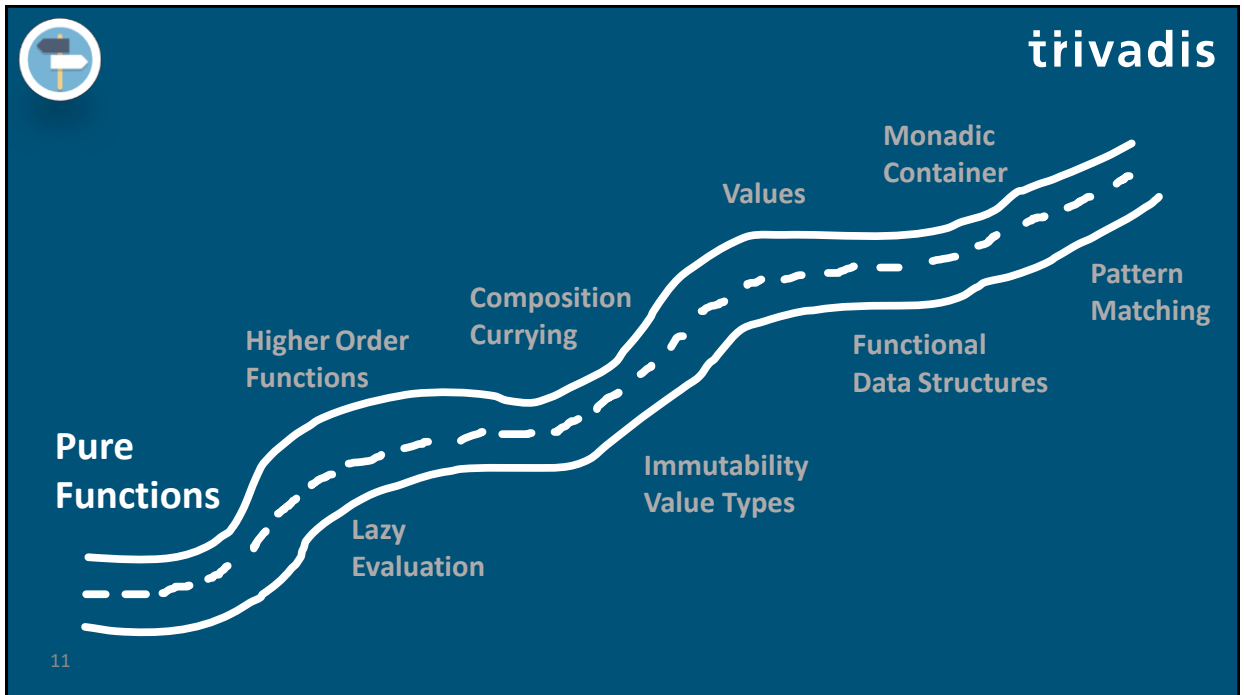 trivadis
Monadic
Container
Values
Pattern
Matching
Composition
Currying
Higher Order
Functions
Functional
Data Structures
Pure
Functions
Immutability
Value Types
Lazy
Evaluation
11